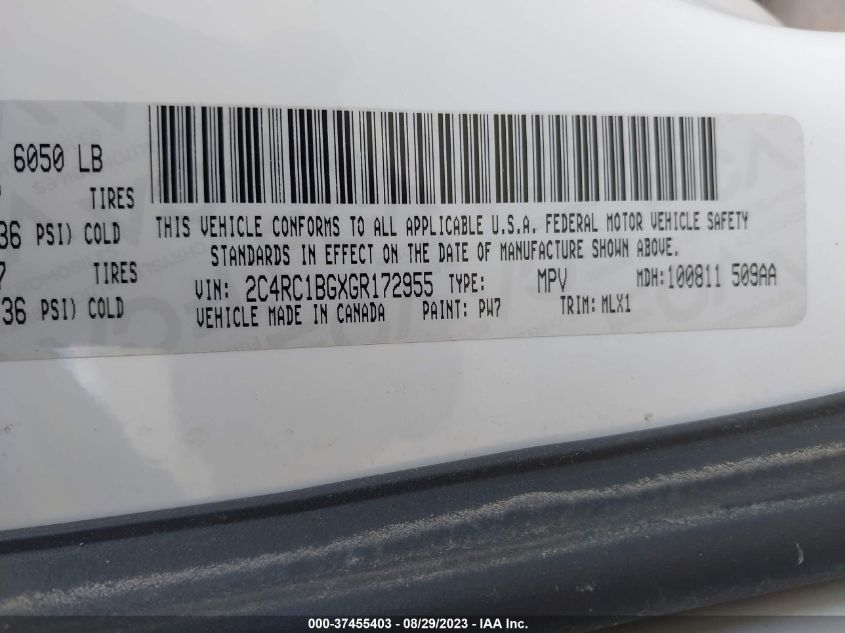 6050 LB
TIRES
36 PSI) COLD
7 TIRES
36 PSI) COLD
THIS VEHICLE CONFORMS TO ALL APPLICABLE U.S.A. FEDERAL MOTOR VEHICLE SAFETY
STANDARDS IN EFFECT ON THE DATE OF MANUFACTURE SHOWN ABOVE.
VIN: 2C4RC1BGXGR172955 TYPE: MPV MDH:100811 509AA
VEHICLE MADE IN CANADA PAINT: PW7 TRIM: MLX1
000-37455403 - 08/29/2023 - IAA Inc.